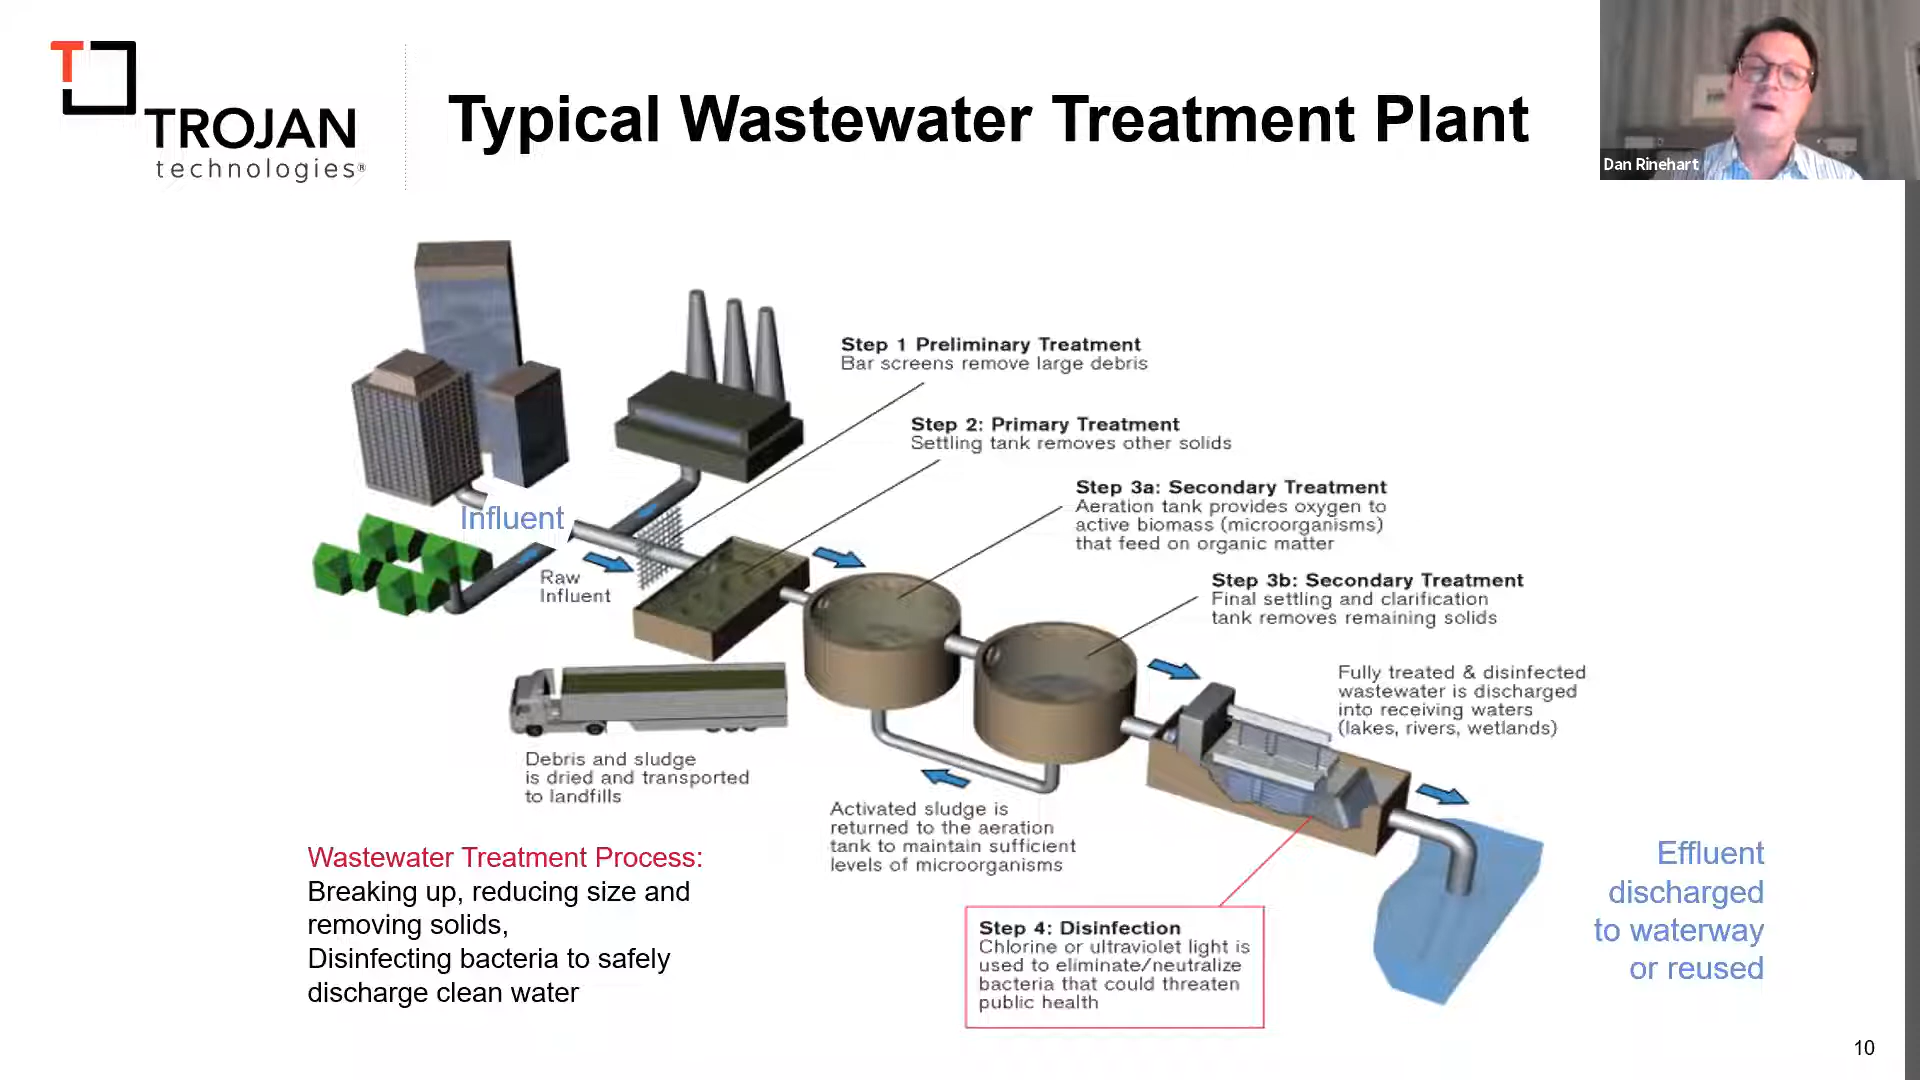 TROJAN
technologies®
Typical Wastewater Treatment Plant
Dan Rinehart
Step 1 Preliminary Treatment
Bar screens remove large debris
Step 2: Primary Treatment
Settling tank removes other solids
Step 3a: Secondary Treatment
Aeration tank provides oxygen to
active biomass (microorganisms)
that feed on organic matter
Step 3b: Secondary Treatment
Final settling and clarification
tank removes remaining solids
Influent
Raw
Influent
Fully treated & disinfected
wastewater is discharged
into receiving waters
(lakes, rivers, wetlands)
Debris and sludge
is dried and transported
to landfills
Activated sludge is
returned to the aeration
tank to maintain sufficient
levels of microorganisms
Wastewater Treatment Process:
Breaking up, reducing size and
removing solids,
Disinfecting bacteria to safely
discharge clean water
Step 4: Disinfection
Chlorine or ultraviolet light is
used to eliminate/neutralize
bacteria that could threaten
public health
Effluent
discharged
to waterway
or reused
10